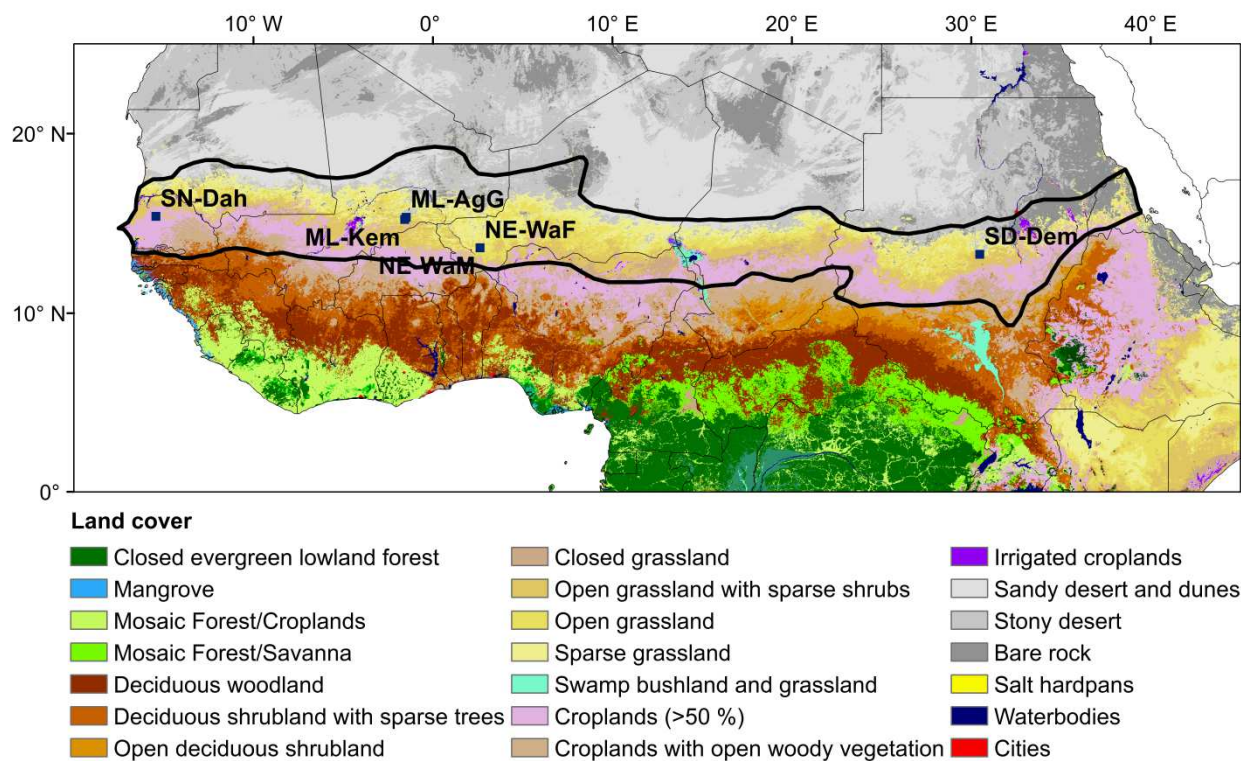 10° W 0° 10° E 20° E 30° E 40° E
20° N
10° N
0°
SN-Dah
ML-AgG
ML-Kem
NE-WaF
NE-WaM
SD-Dem
Land cover
Closed evergreen lowland forest
Mangrove
Mosaic Forest/Croplands
Mosaic Forest/Savanna
Deciduous woodland
Deciduous shrubland with sparse trees
Open deciduous shrubland
Closed grassland
Open grassland with sparse shrubs
Open grassland
Sparse grassland
Swamp bushland and grassland
Croplands (>50 %)
Croplands with open woody vegetation
Irrigated croplands
Sandy desert and dunes
Stony desert
Bare rock
Salt hardpans
Waterbodies
Cities